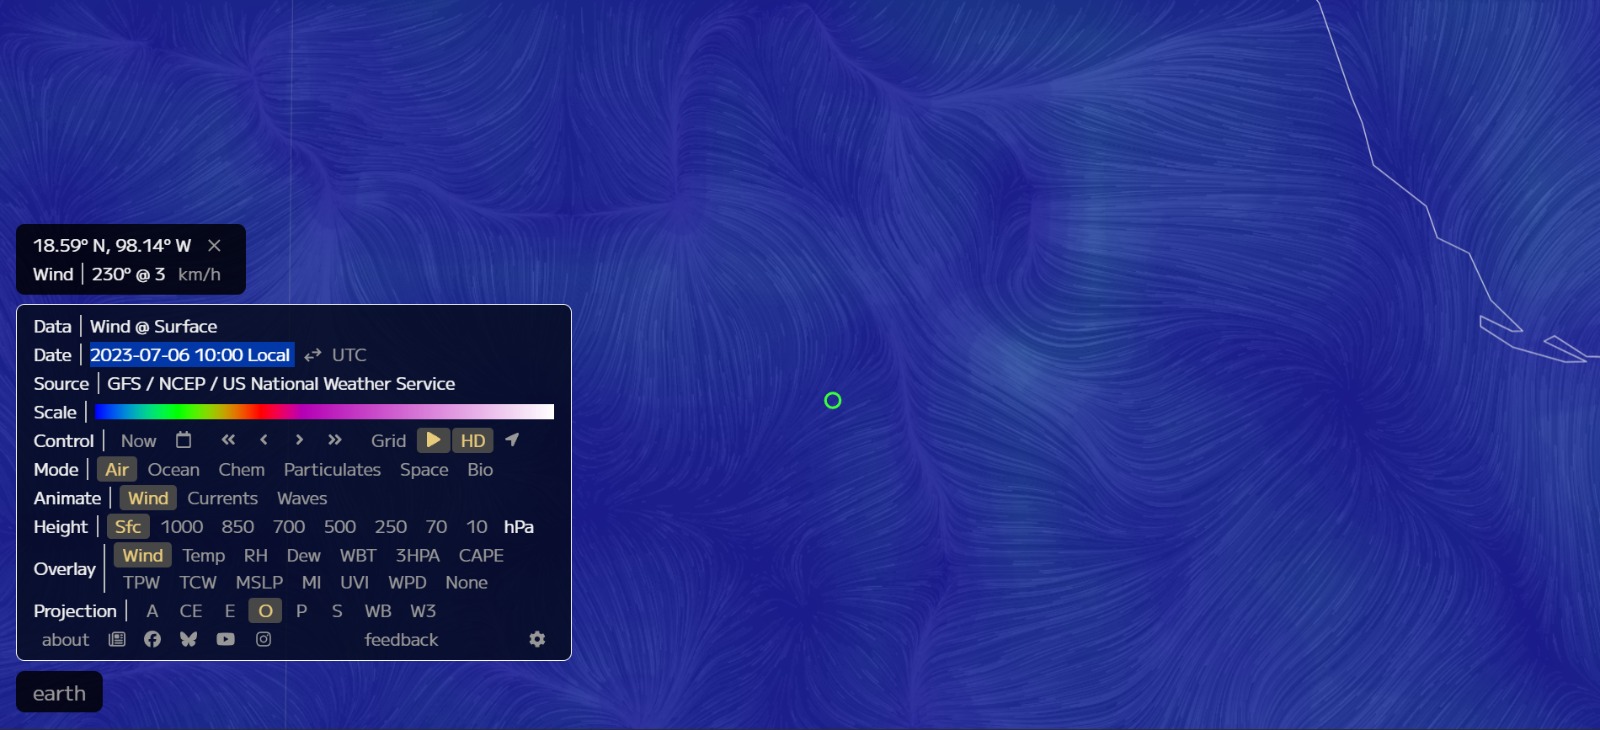 18.59° N, 98.14° W ×
Wind | 230° @ 3 km/h
Data | Wind @ Surface
Date | 2023-07-06 10:00 Local ⇄ UTC
Source | GFS / NCEP / US National Weather Service
Scale |
Control | Now « ‹ › » Grid HD
Mode | Air Ocean Chem Particulates Space Bio
Animate | Wind Currents Waves
Height | Sfc 1000 850 700 500 250 70 10 hPa
Overlay | Wind Temp RH Dew WBT 3HPA CAPE
TPW TCW MSLP MI UVI WPD None
Projection | A CE E O P S WB W3
about feedback
earth